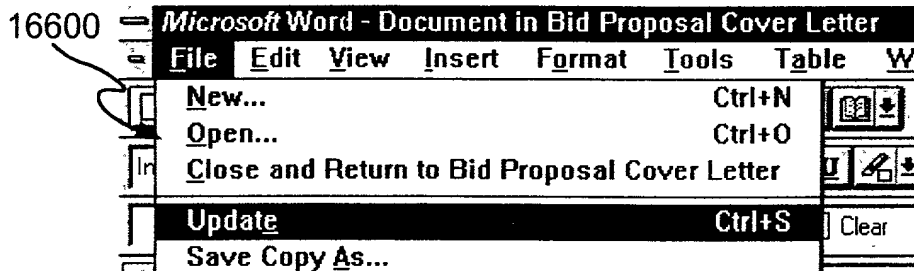 16600
Microsoft Word - Document in Bid Proposal Cover Letter
File Edit View Insert Format Tools Table W
New... Ctrl+N
Open... Ctrl+O
In
Close and Return to Bid Proposal Cover Letter
U
Update Ctrl+S
Clear
Save Copy As...